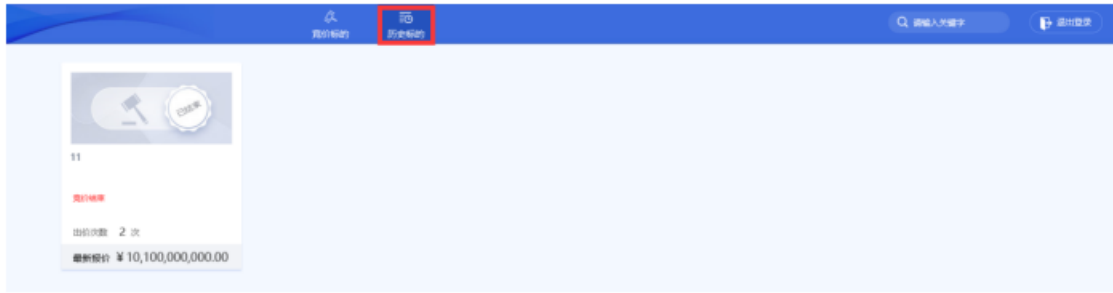 竞价标的
历史标的
请输入关键字
退出登录
已结束
11
竞价结束
出价次数 2 次
最新报价 ¥ 10,100,000,000.00